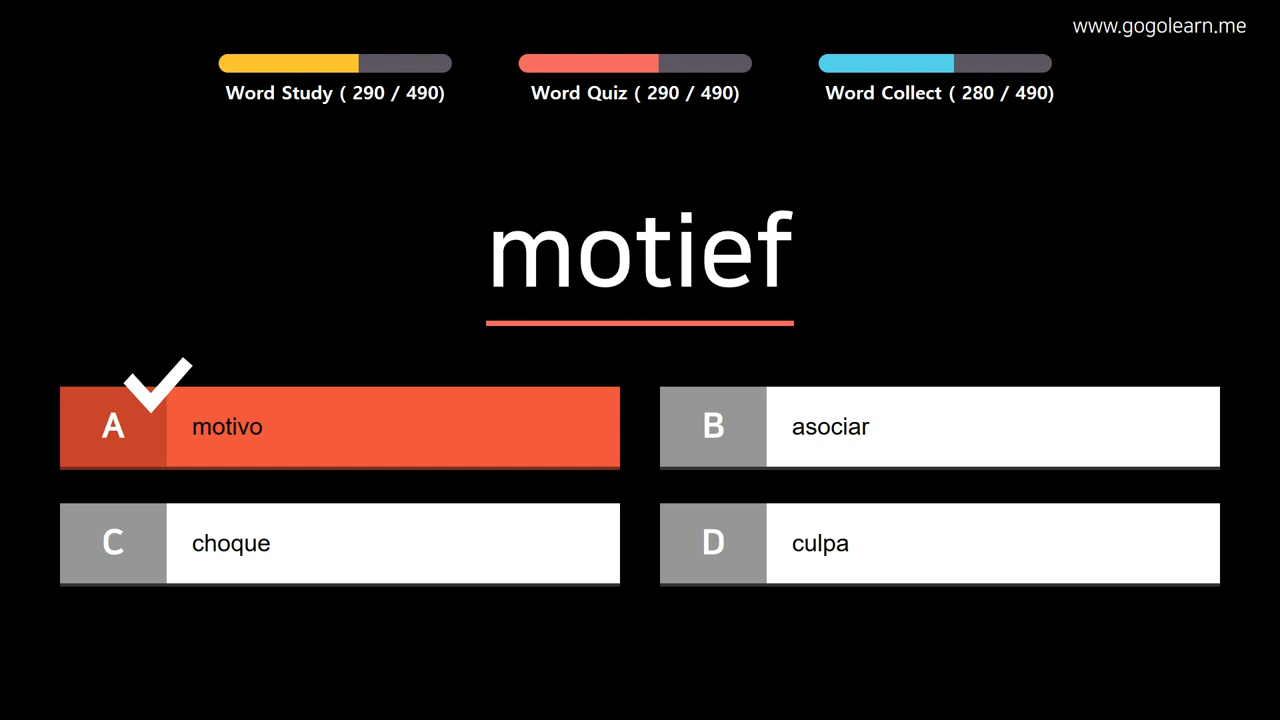 www.gogolearn.me
Word Study ( 290 / 490)
Word Quiz ( 290 / 490)
Word Collect ( 280 / 490)
motief
A motivo
B asociar
C choque
D culpa